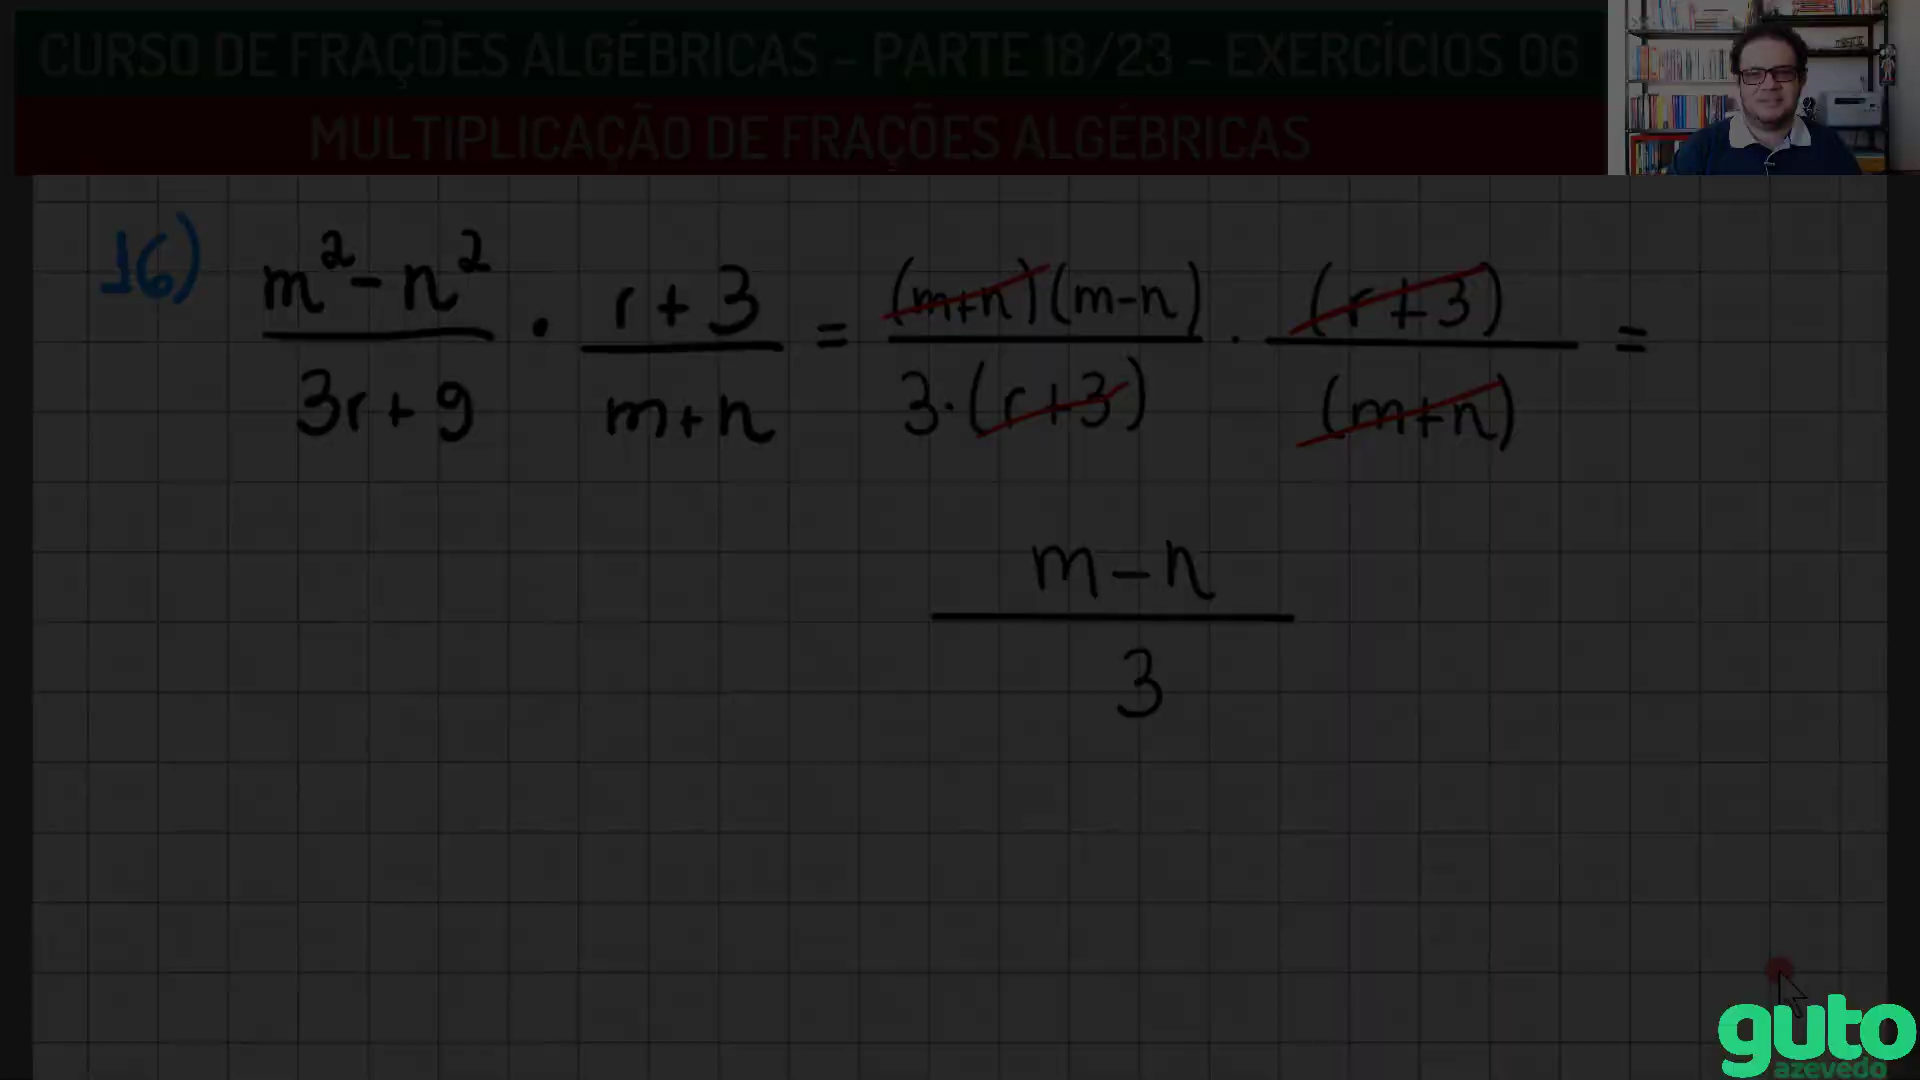 CURSO DE FRAÇÕES ALGÉBRICAS – PARTE 18/23 – EXERCÍCIOS 06
MULTIPLICAÇÃO DE FRAÇÕES ALGÉBRICAS
16) m² - n² / 3r + 9 · r + 3 / m + n = (m+n)(m-n) / 3·(r+3) · (r+3) / (m+n) =
m - n / 3
guto
azevedo